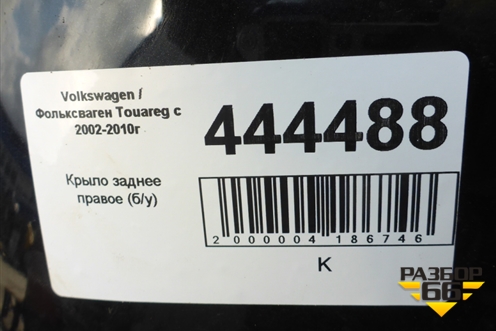 Volkswagen /
Фольксваген Touareg с
2002-2010г
Крыло заднее
правое (б/у)
444488
2 000004 186746
К
РАЗБОР
66